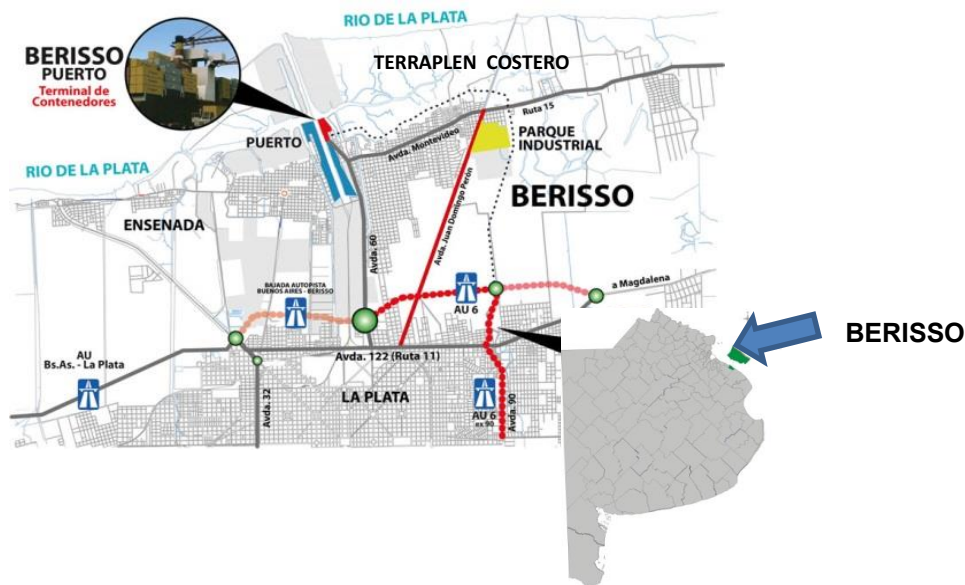 RIO DE LA PLATA
BERISSO
PUERTO
Terminal de
Contenedores
TERRAPLEN COSTERO
Ruta 15
PUERTO
Avda. Montevideo
PARQUE
INDUSTRIAL
RIO DE LA PLATA
BERISSO
ENSENADA
Avda. Juan Domingo Perón
Avda. 60
BAJADA AUTOPISTA
BUENOS AIRES - BERISSO
a Magdalena
AU 6
BERISSO
AU
Bs.As. - La Plata
Avda. 122 (Ruta 11)
Avda. 32
LA PLATA
AU 6
ex 90
Avda. 90